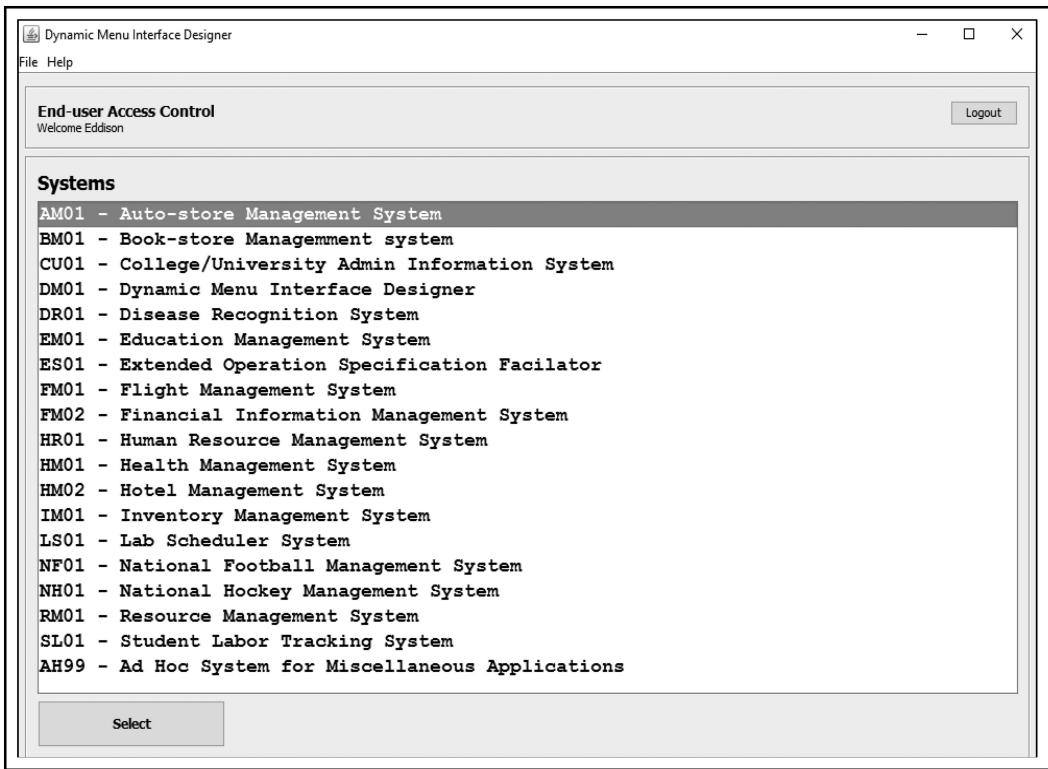 Dynamic Menu Interface Designer
File Help
End-user Access Control
Welcome Eddison
Logout
Systems
AM01 - Auto-store Management System
BM01 - Book-store Managemment system
CU01 - College/University Admin Information System
DM01 - Dynamic Menu Interface Designer
DR01 - Disease Recognition System
EM01 - Education Management System
ES01 - Extended Operation Specification Facilator
FM01 - Flight Management System
FM02 - Financial Information Management System
HR01 - Human Resource Management System
HM01 - Health Management System
HM02 - Hotel Management System
IM01 - Inventory Management System
LS01 - Lab Scheduler System
NF01 - National Football Management System
NH01 - National Hockey Management System
RM01 - Resource Management System
SL01 - Student Labor Tracking System
AH99 - Ad Hoc System for Miscellaneous Applications
Select